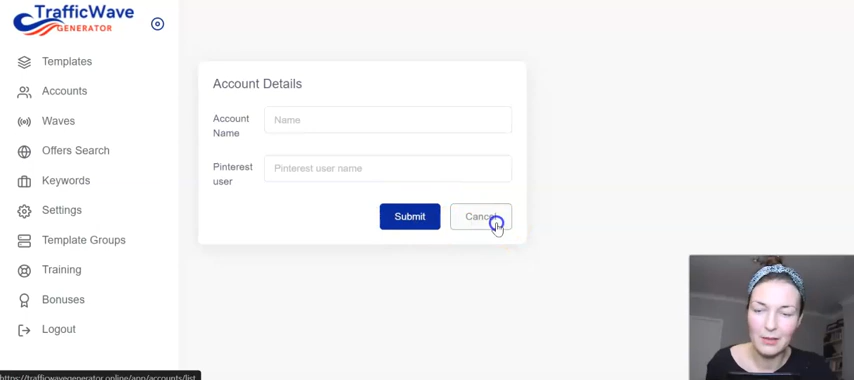 TrafficWave
GENERATOR
Templates
Accounts
Waves
Offers Search
Keywords
Settings
Template Groups
Training
Bonuses
Logout
Account Details
Account
Name
Name
Pinterest
user
Pinterest user name
Submit
Cancel
https://trafficwavegenerator.online/app/accounts/list